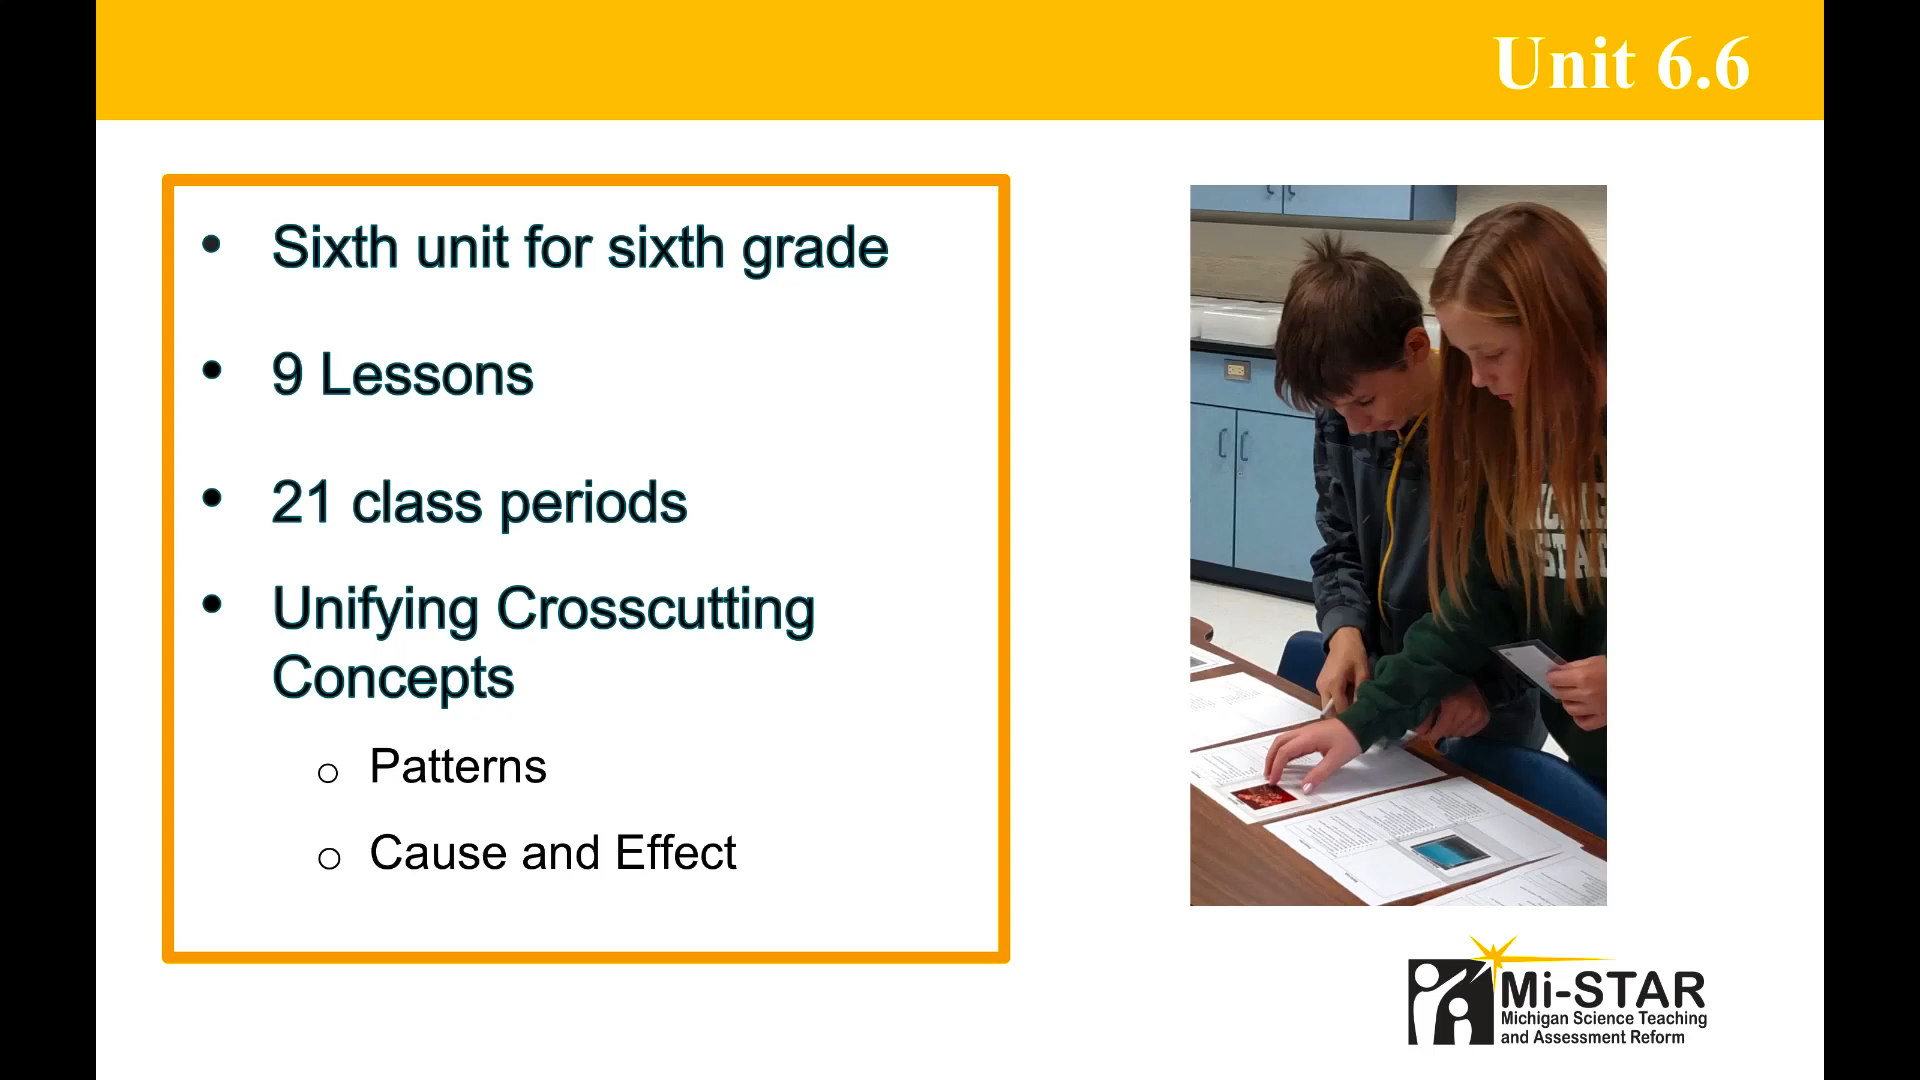 Unit 6.6
• Sixth unit for sixth grade
• 9 Lessons
• 21 class periods
• Unifying Crosscutting
Concepts
o Patterns
o Cause and Effect
STAT
Mi-STAR
Michigan Science Teaching
and Assessment Reform